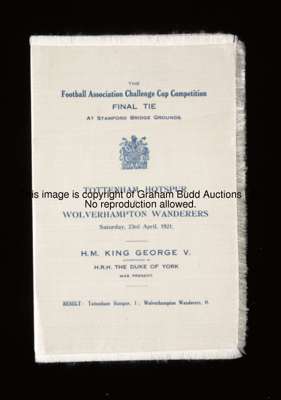 THE
Football Association Challenge Cup Competition
FINAL TIE
AT STAMFORD BRIDGE GROUNDS.
TOTTENHAM HOTSPUR
This image is copyright of Graham Budd Auctions
No reproduction allowed.
WOLVERHAMPTON WANDERERS
Saturday, 23rd April, 1921.
H.M. KING GEORGE V.
H.R.H. THE DUKE OF YORK
WAS PRESENT.
RESULT: Tottenham Hotspur, 1; Wolverhampton Wanderers, 0.